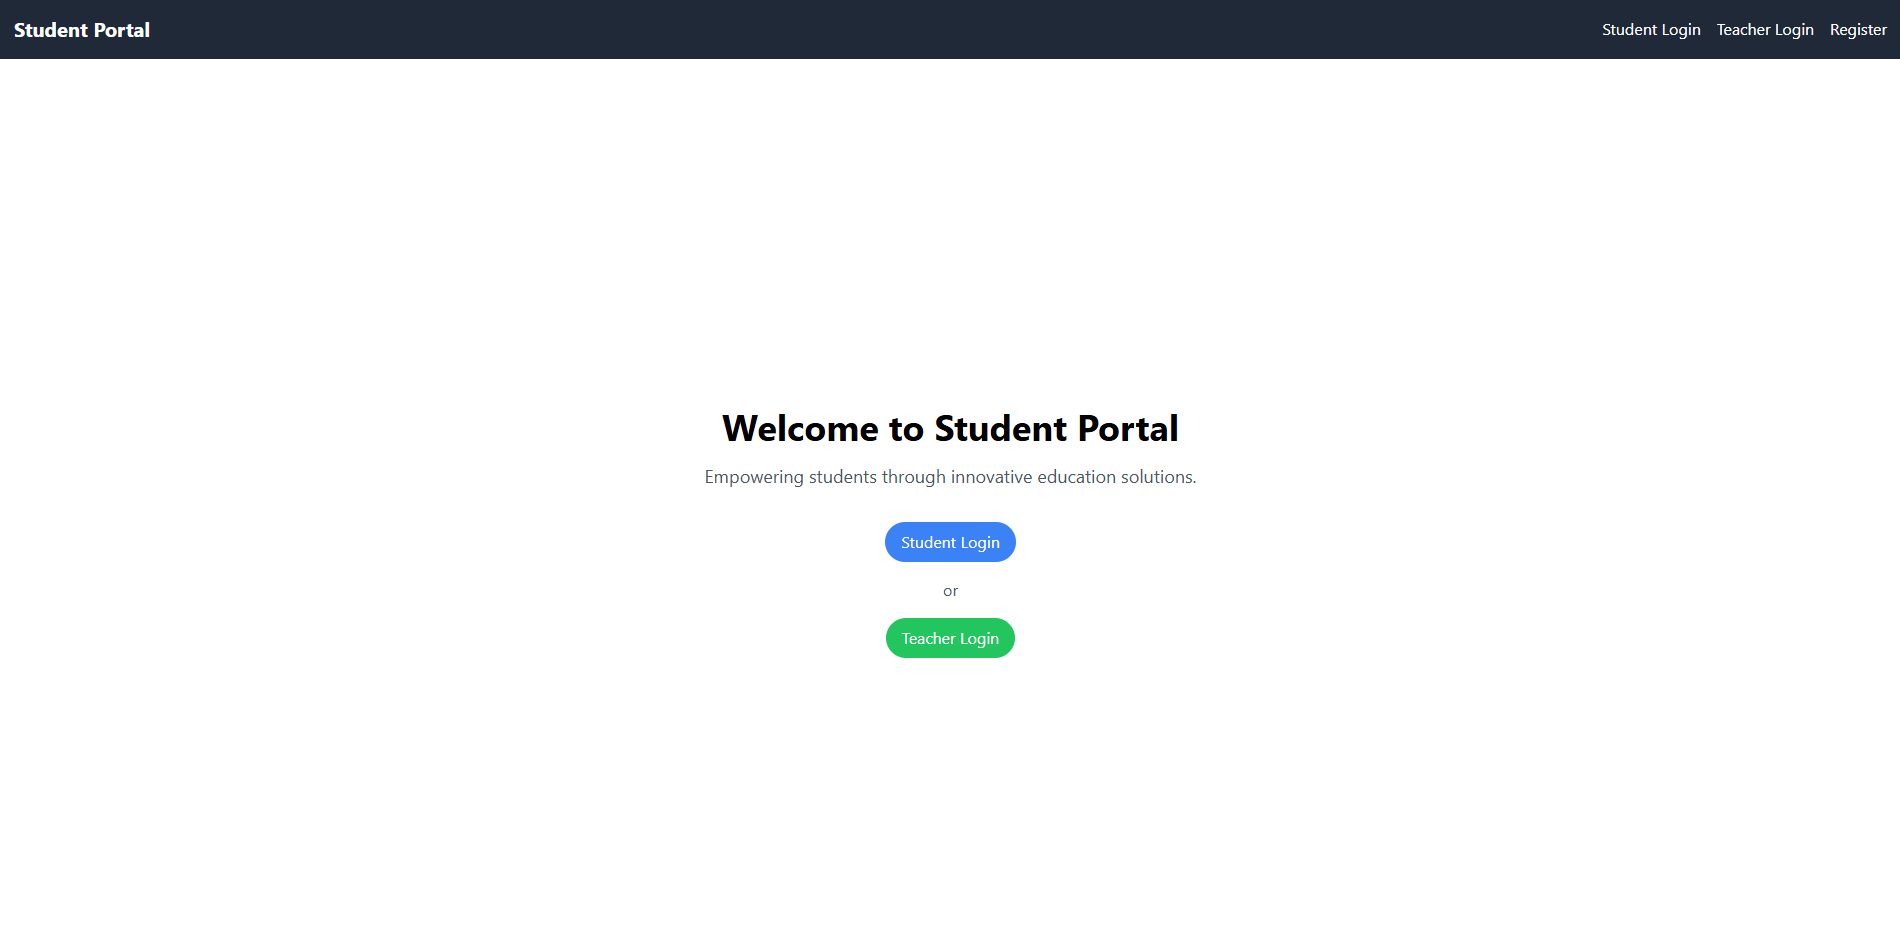 Student Portal
Student Login Teacher Login Register
Welcome to Student Portal
Empowering students through innovative education solutions.
Student Login
or
Teacher Login